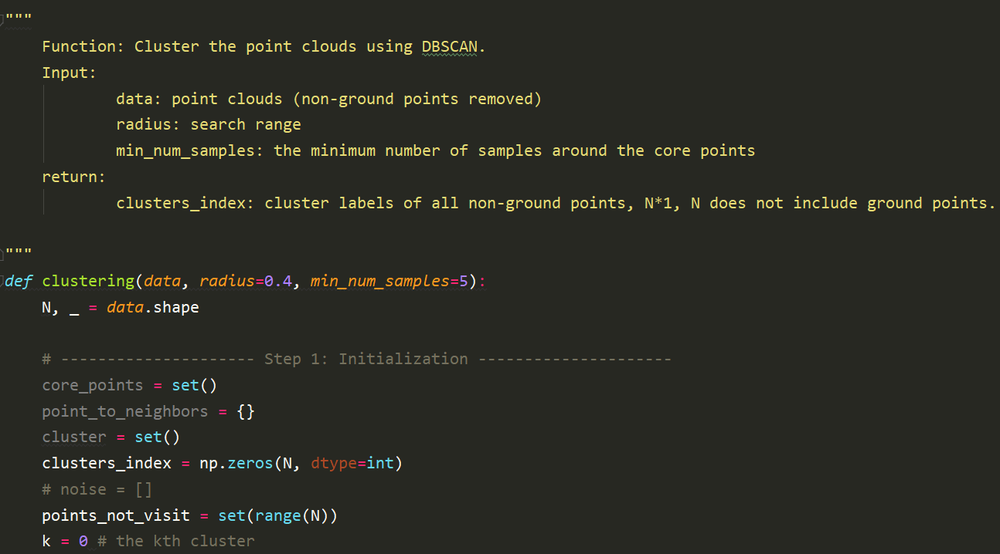 """
Function: Cluster the point clouds using DBSCAN.
Input:
data: point clouds (non-ground points removed)
radius: search range
min_num_samples: the minimum number of samples around the core points
return:
clusters_index: cluster labels of all non-ground points, N*1, N does not include ground points.
"""
def clustering(data, radius=0.4, min_num_samples=5):
N, _ = data.shape
# --------------------- Step 1: Initialization ---------------------
core_points = set()
point_to_neighbors = {}
cluster = set()
clusters_index = np.zeros(N, dtype=int)
# noise = []
points_not_visit = set(range(N))
k = 0 # the kth cluster